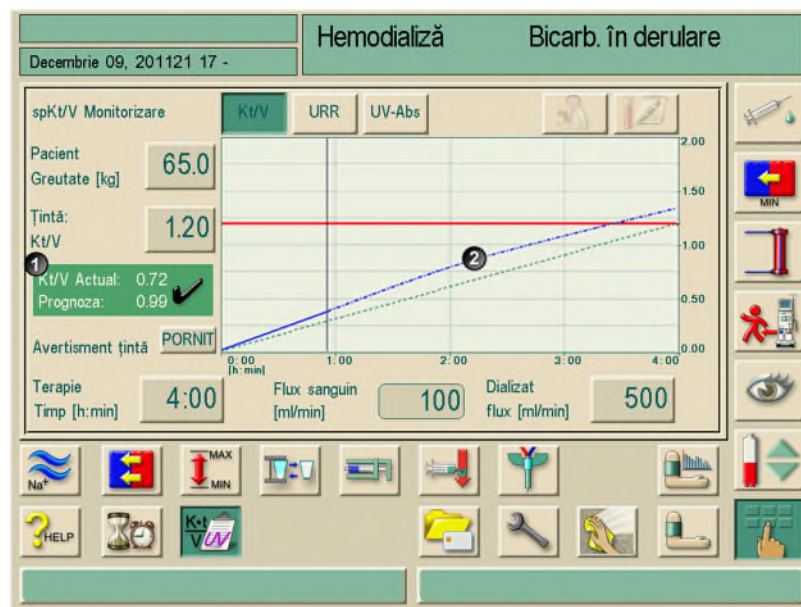 Hemodializă Bicarb. în derulare
Decembrie 09, 201121 17 -
spKt/V Monitorizare
Kt/V URR UV-Abs
Pacient
Greutate [kg]
65.0
Țintă:
Kt/V
1.20
1
Kt/V Actual: 0.72
Prognoza: 0.99
Avertisment țintă PORNIT
2
2.00
1.50
1.00
0.50
0.00
0:00 1:00 2:00 3:00 4:00
[h:min]
Terapie
Timp [h:min]
4:00
Flux sanguin
[ml/min]
100
Dializat
flux [ml/min]
500
MIN
Na+
MAX
MIN
?HELP
K•t
V UV